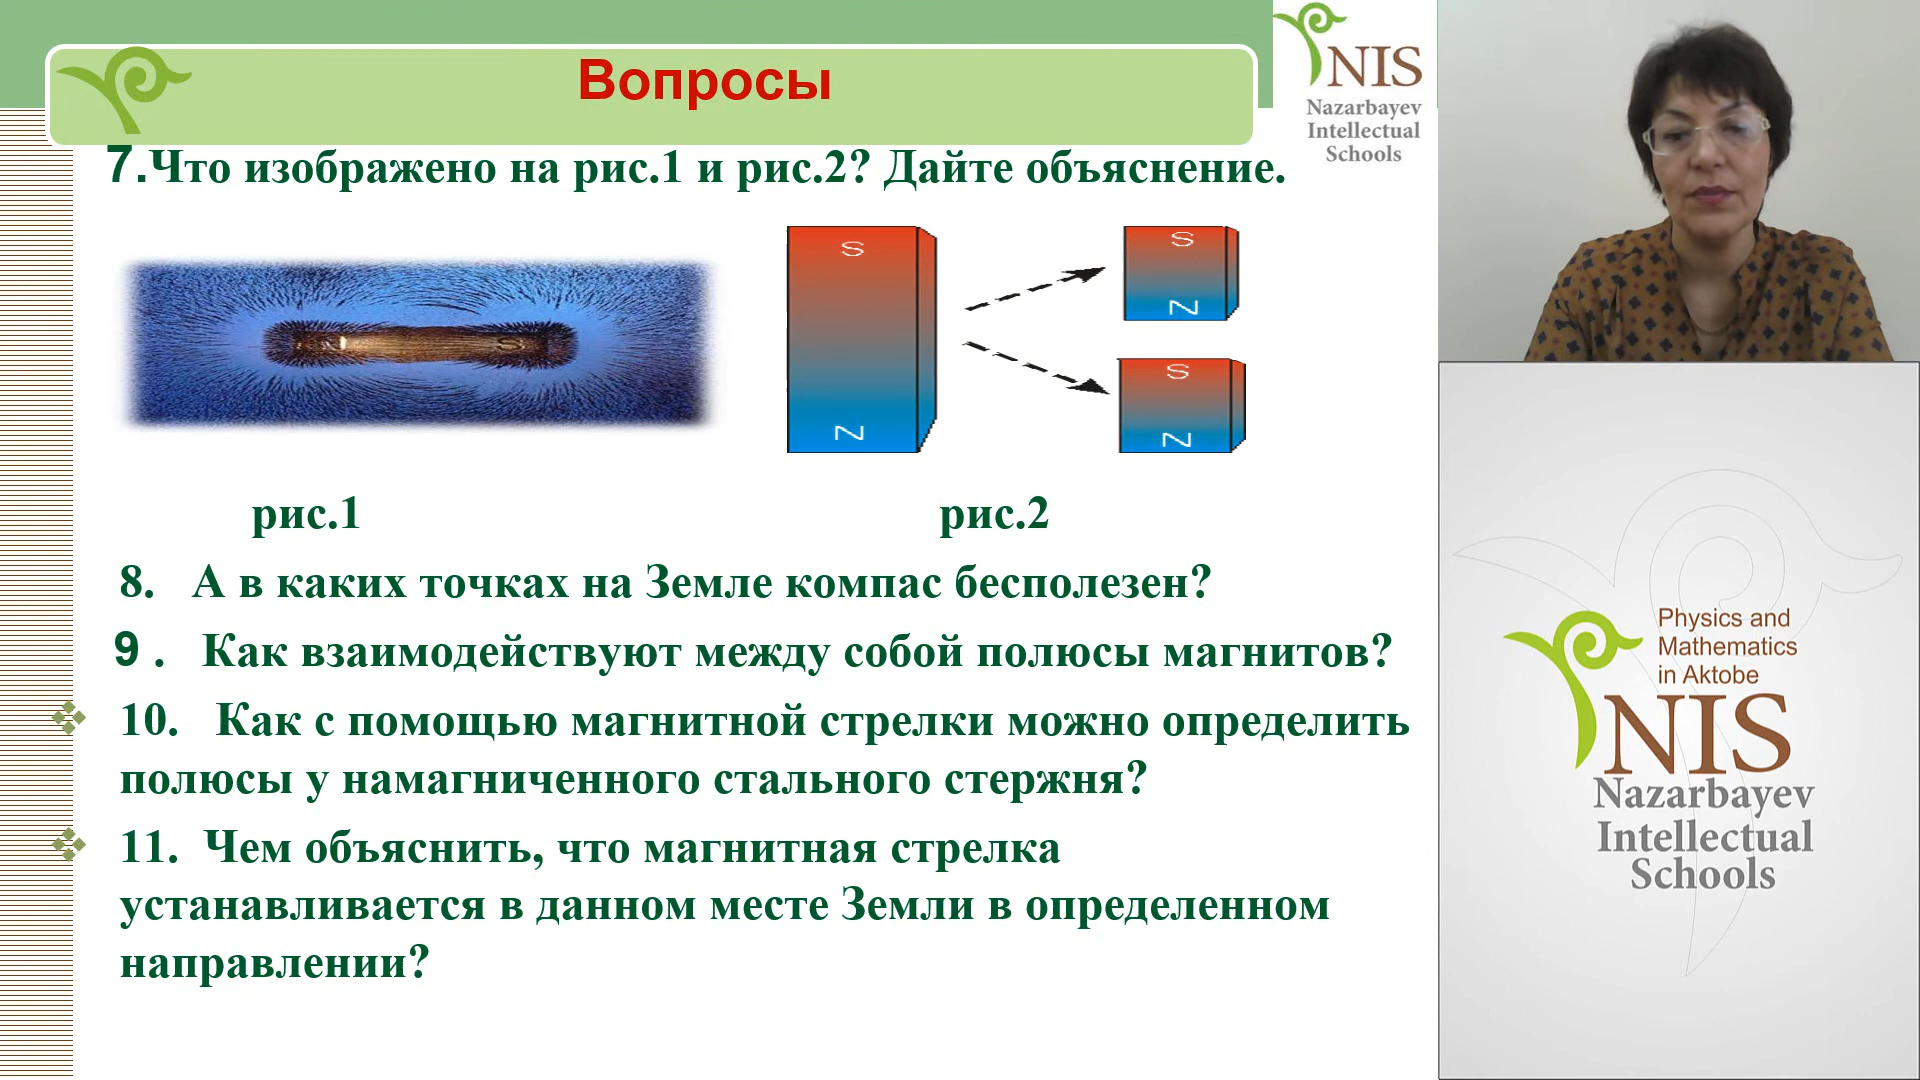 Вопросы
NIS
Nazarbayev
Intellectual
Schools
7.Что изображено на рис.1 и рис.2? Дайте объяснение.
N S
S
N
S
N
S
N
рис.1 рис.2
8. А в каких точках на Земле компас бесполезен?
9 . Как взаимодействуют между собой полюсы магнитов?
10. Как с помощью магнитной стрелки можно определить
полюсы у намагниченного стального стержня?
11. Чем объяснить, что магнитная стрелка
устанавливается в данном месте Земли в определенном
направлении?
Physics and
Mathematics
in Aktobe
NIS
Nazarbayev
Intellectual
Schools